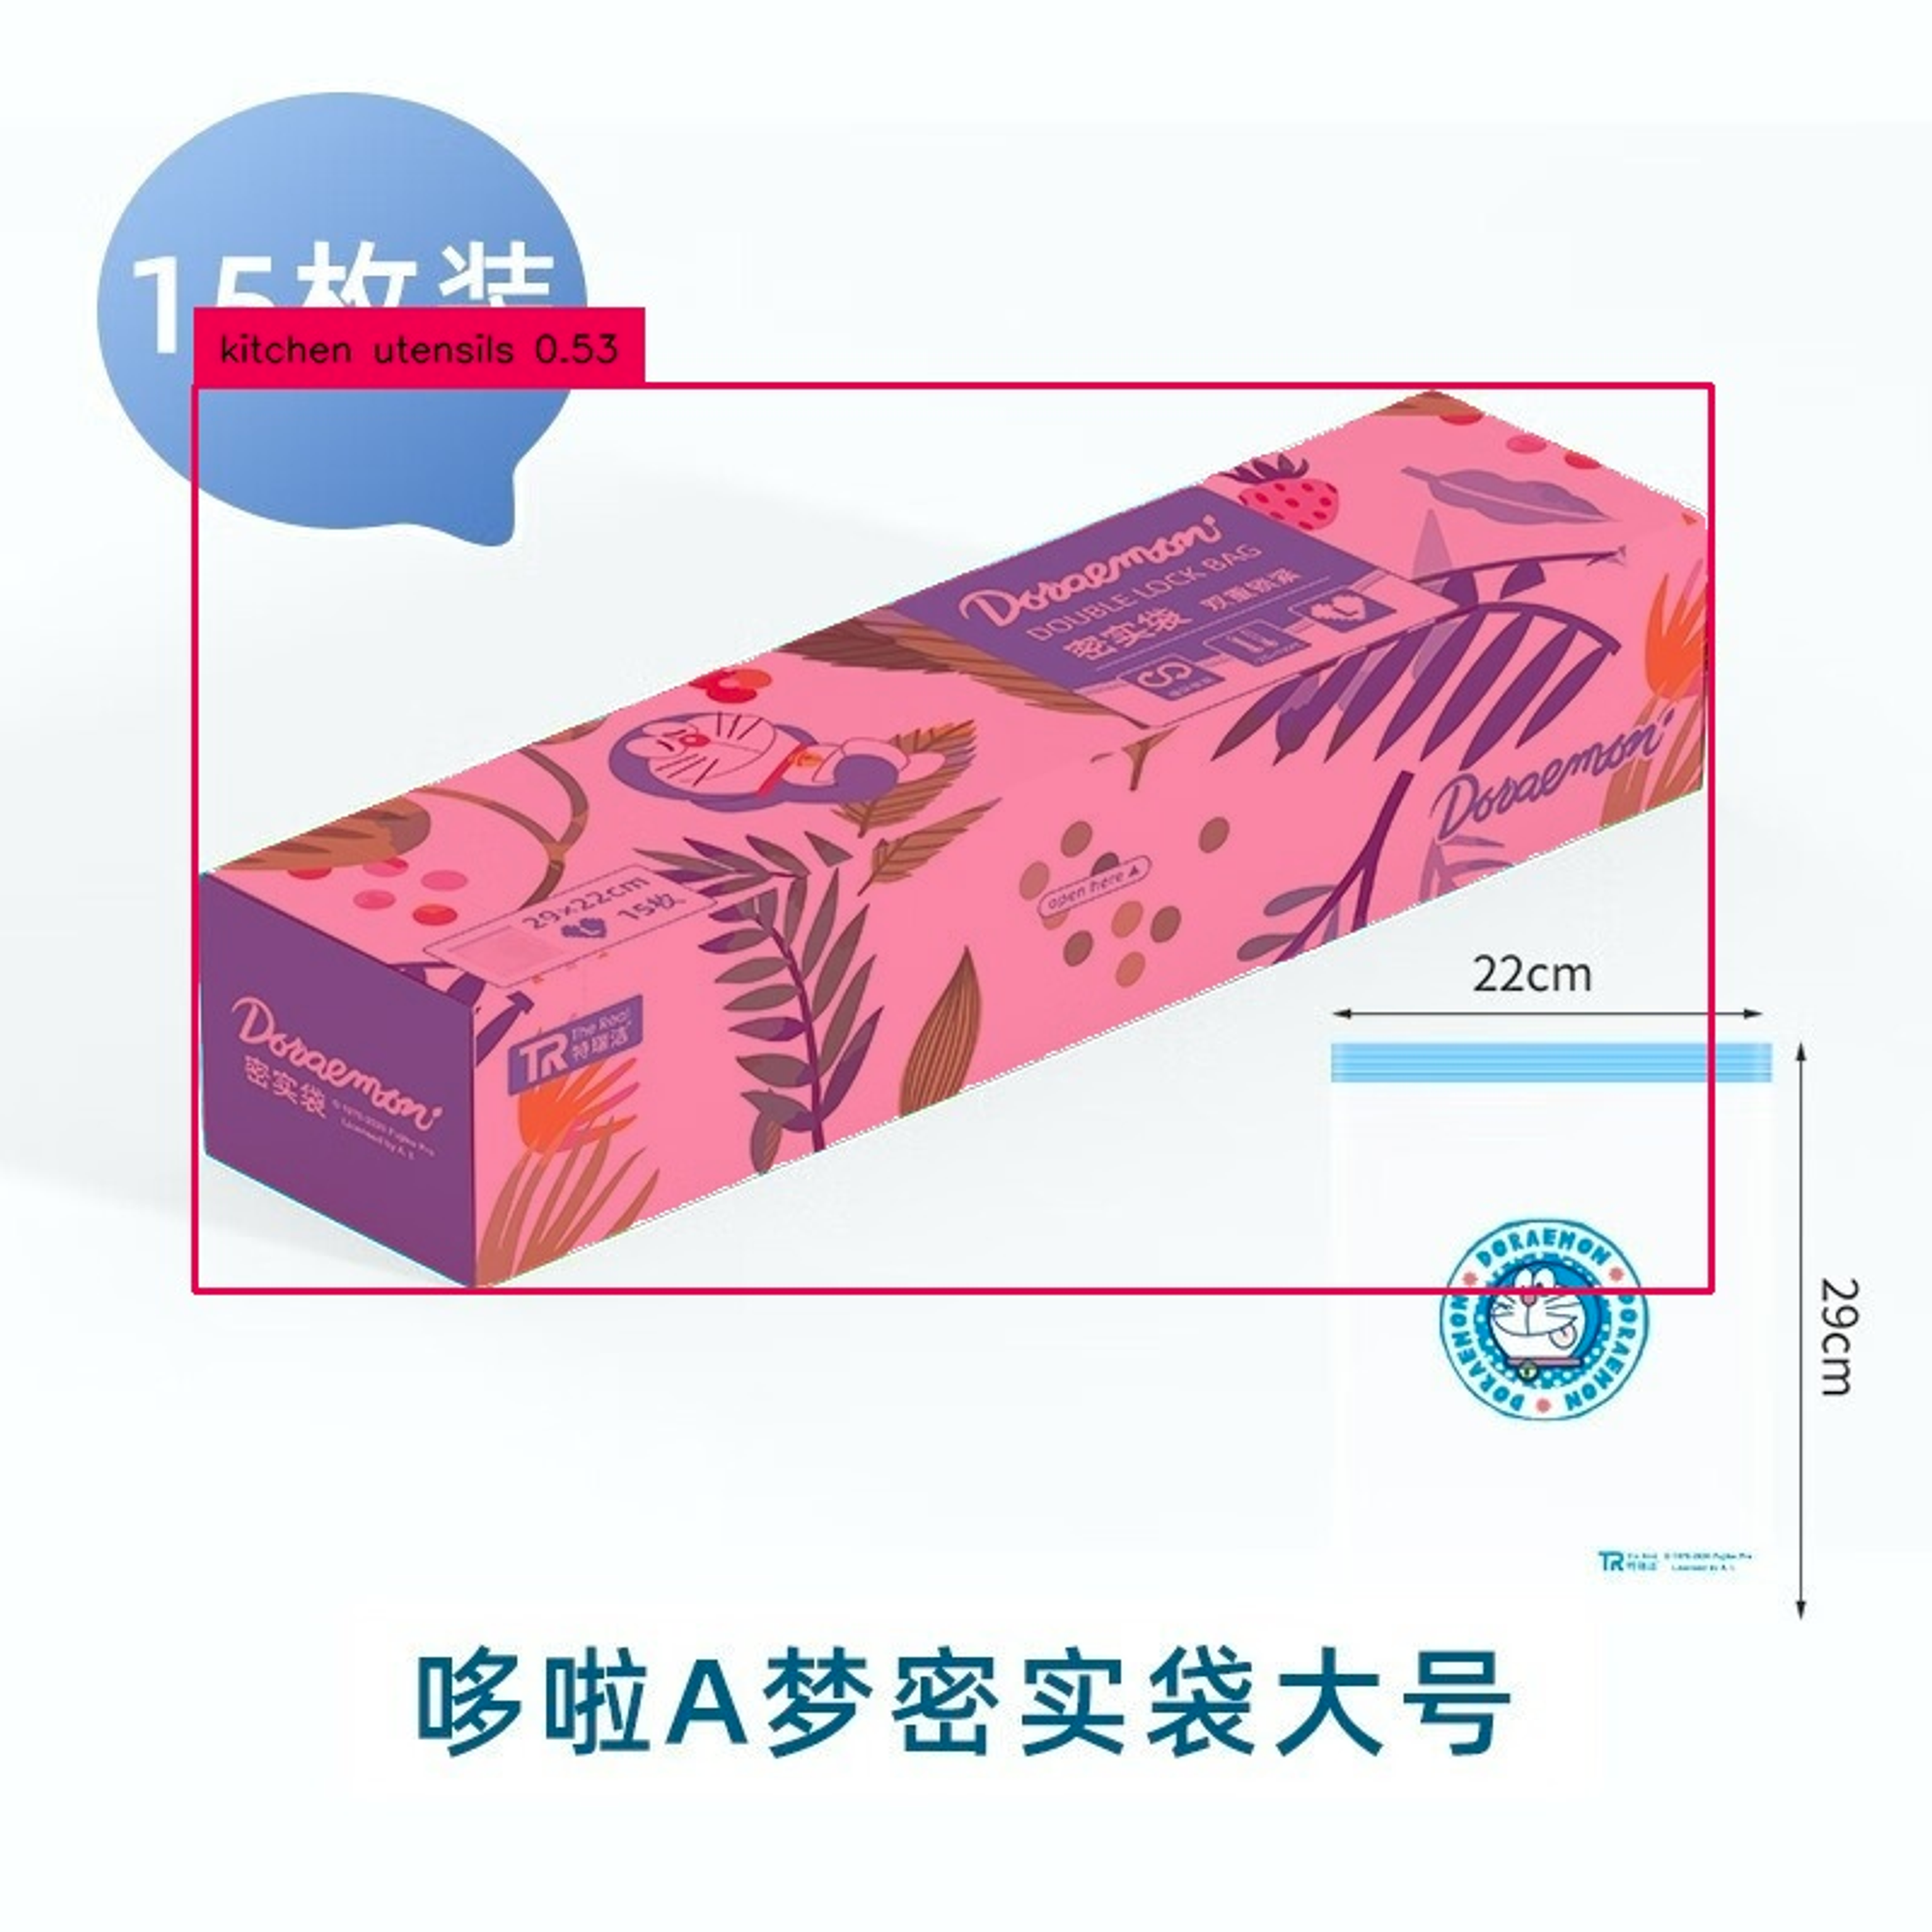 15枚装
kitchen utensils 0.53
Doraemon
DOUBLE LOCK BAG
密实袋 双重锁紧
Doraemon
29x22cm
15枚
open here
TR The Real
特瑞洁
Doraemon
密实袋
22cm
29cm
DORAEMON DORAEMON DORAEMON DORAEMON
TR
哆啦A梦密实袋大号